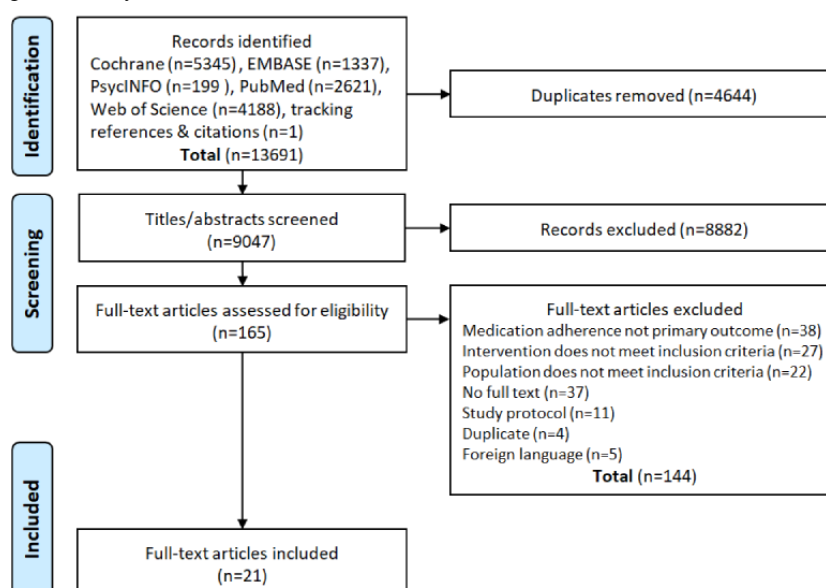 Identification
Records identified
Cochrane (n=5345), EMBASE (n=1337),
PsycINFO (n=199 ), PubMed (n=2621),
Web of Science (n=4188), tracking
references & citations (n=1)
Total (n=13691)
Duplicates removed (n=4644)
Screening
Titles/abstracts screened
(n=9047)
Records excluded (n=8882)
Full-text articles assessed for eligibility
(n=165)
Full-text articles excluded
Medication adherence not primary outcome (n=38)
Intervention does not meet inclusion criteria (n=27)
Population does not meet inclusion criteria (n=22)
No full text (n=37)
Study protocol (n=11)
Duplicate (n=4)
Foreign language (n=5)
Total (n=144)
Included
Full-text articles included
(n=21)